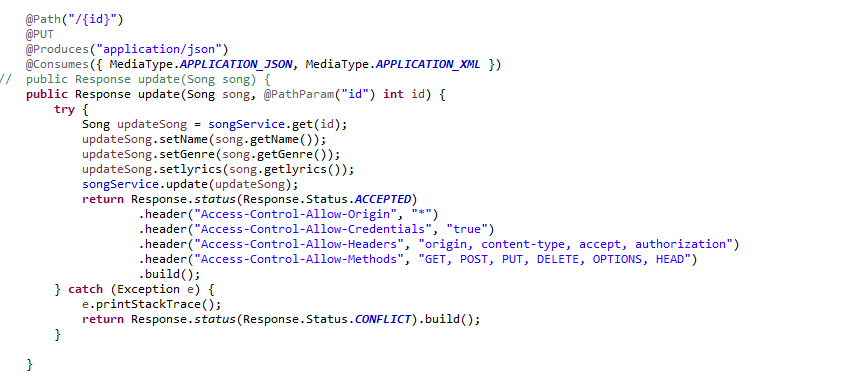 @Path("/{id}")
@PUT
@Produces("application/json")
@Consumes({ MediaType.APPLICATION_JSON, MediaType.APPLICATION_XML })
//  public Response update(Song song) {
public Response update(Song song, @PathParam("id") int id) {
try {
Song updateSong = songService.get(id);
updateSong.setName(song.getName());
updateSong.setGenre(song.getGenre());
updateSong.setlyrics(song.getlyrics());
songService.update(updateSong);
return Response.status(Response.Status.ACCEPTED)
.header("Access-Control-Allow-Origin", "*")
.header("Access-Control-Allow-Credentials", "true")
.header("Access-Control-Allow-Headers", "origin, content-type, accept, authorization")
.header("Access-Control-Allow-Methods", "GET, POST, PUT, DELETE, OPTIONS, HEAD")
.build();
} catch (Exception e) {
e.printStackTrace();
return Response.status(Response.Status.CONFLICT).build();
}
}